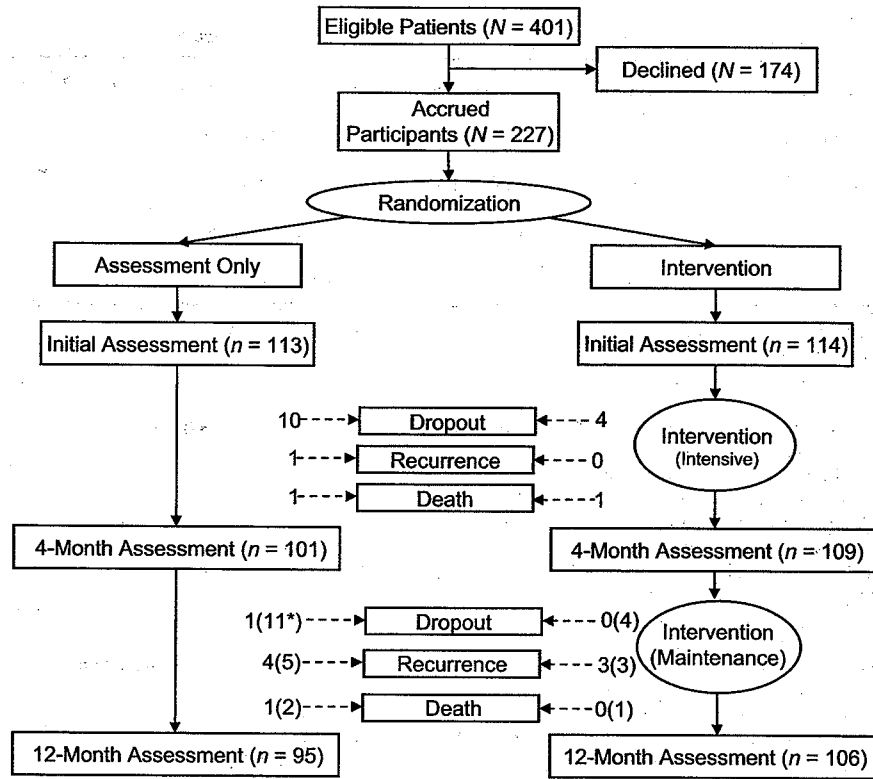 Eligible Patients (N = 401)
Declined (N = 174)
Accrued
Participants (N = 227)
Randomization
Assessment Only
Intervention
Initial Assessment (n = 113)
Initial Assessment (n = 114)
10
Dropout
4
Intervention
(Intensive)
1
Recurrence
0
1
Death
1
4-Month Assessment (n = 101)
4-Month Assessment (n = 109)
1(11*)
Dropout
0(4)
Intervention
(Maintenance)
4(5)
Recurrence
3(3)
1(2)
Death
0(1)
12-Month Assessment (n = 95)
12-Month Assessment (n = 106)